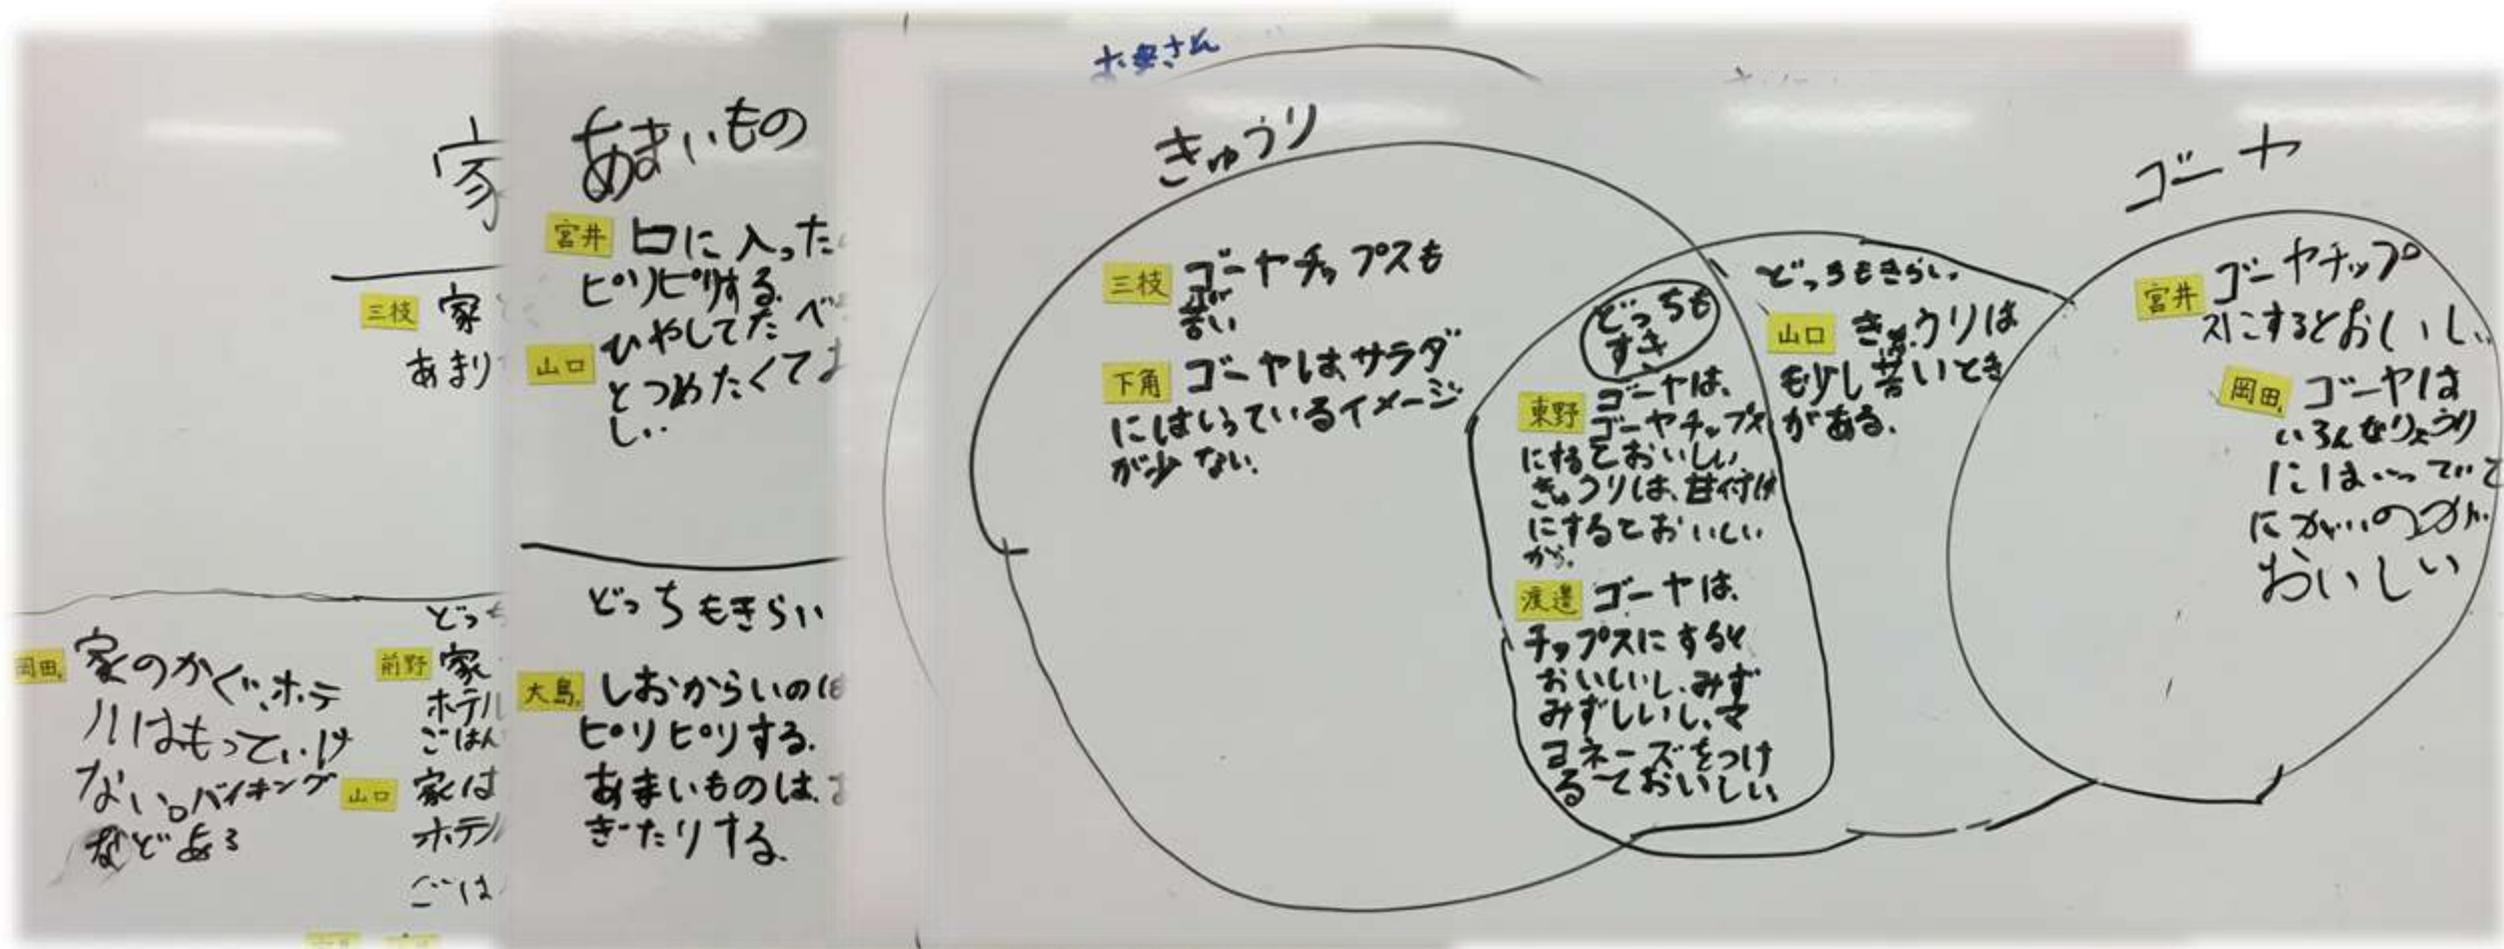 家
三枝 家
あまり
岡田 家のかぐ、ホテ
ルはもっていけ
ない。バイキング
などある
どっち
前野 家
ホテル
ごはん
山口 家は
ホテル
ごは
あまいもの
宮井 口に入った
ピリピリする。
山口 ひやしてたべ
とつめたくてお
しい
どっちもきらい
大島 しおからいのは
ピリピリする。
あまいものは、
ぎたりする。
お母さん
きゅうり
三枝 ゴーヤチップスも
苦い
下角 ゴーヤはサラダ
にはいっているイメージ
が少ない。
どっちも
すき
東野 ゴーヤは、
ゴーヤチップス
にするとおいしい
きゅうりは、甘付け
にするとおいしい
から。
渡邊 ゴーヤは、
チップスにすると
おいしいし、みず
みずしいし、マ
ヨネーズをつけ
るておいしい
どっちもきらい。
山口 きゅうりは
も少し苦いとき
がある。
ゴーヤ
宮井 ゴーヤチップ
スにするとおいしい
岡田 ゴーヤは
いろんなりょうり
にはいってて
にがいのが
おいしい